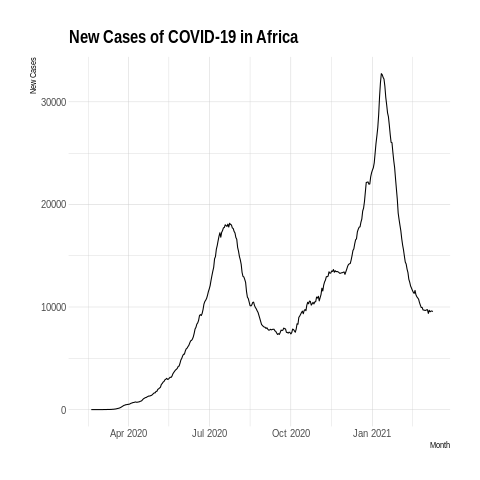 New Cases of COVID-19 in Africa
New Cases
30000
20000
10000
0
Apr 2020 Jul 2020 Oct 2020 Jan 2021
Month